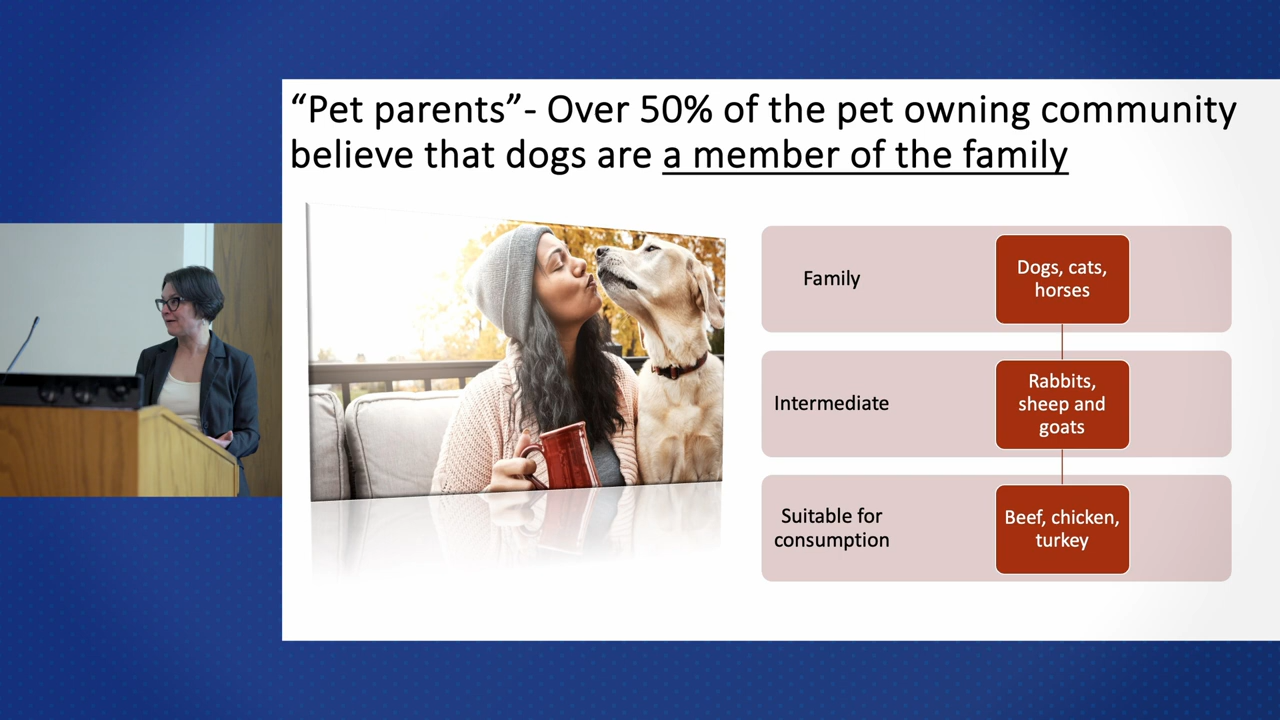 “Pet parents”- Over 50% of the pet owning community
believe that dogs are a member of the family
Family
Dogs, cats,
horses
Intermediate
Rabbits,
sheep and
goats
Suitable for
consumption
Beef, chicken,
turkey